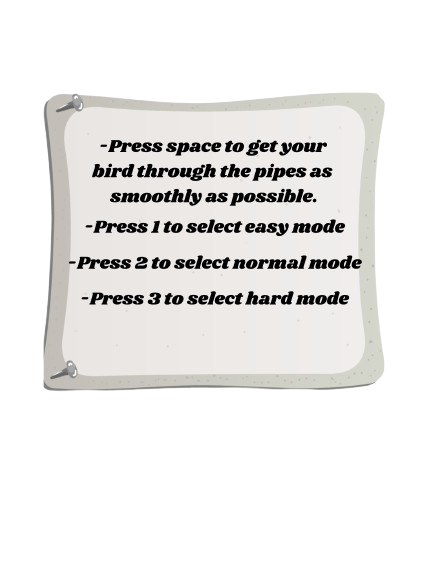 -Press space to get your
bird through the pipes as
smoothly as possible.
-Press 1 to select easy mode
-Press 2 to select normal mode
-Press 3 to select hard mode